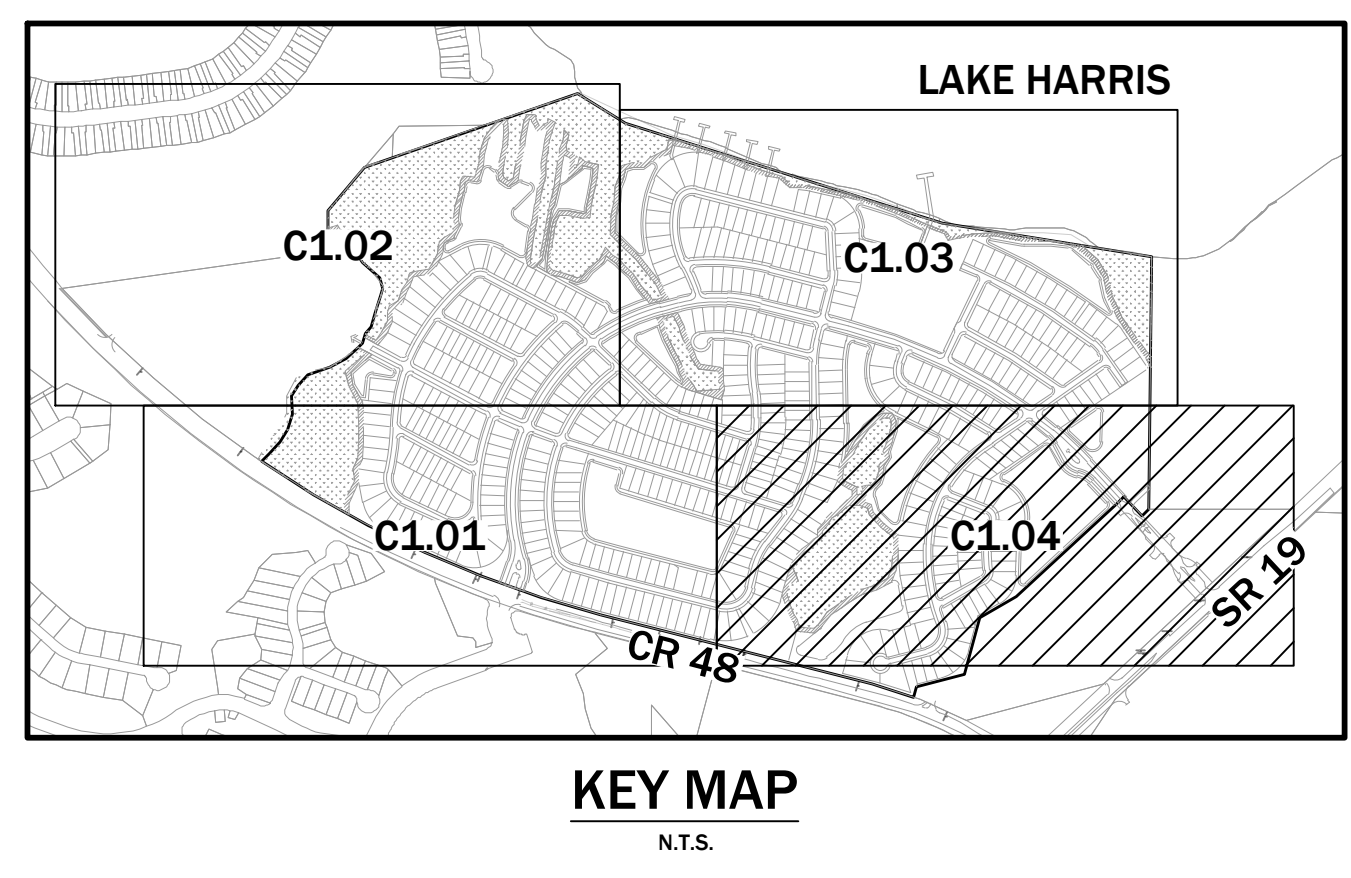 LAKE HARRIS
C1.02
C1.03
C1.01
C1.04
SR 19
CR 48
KEY MAP
N.T.S.